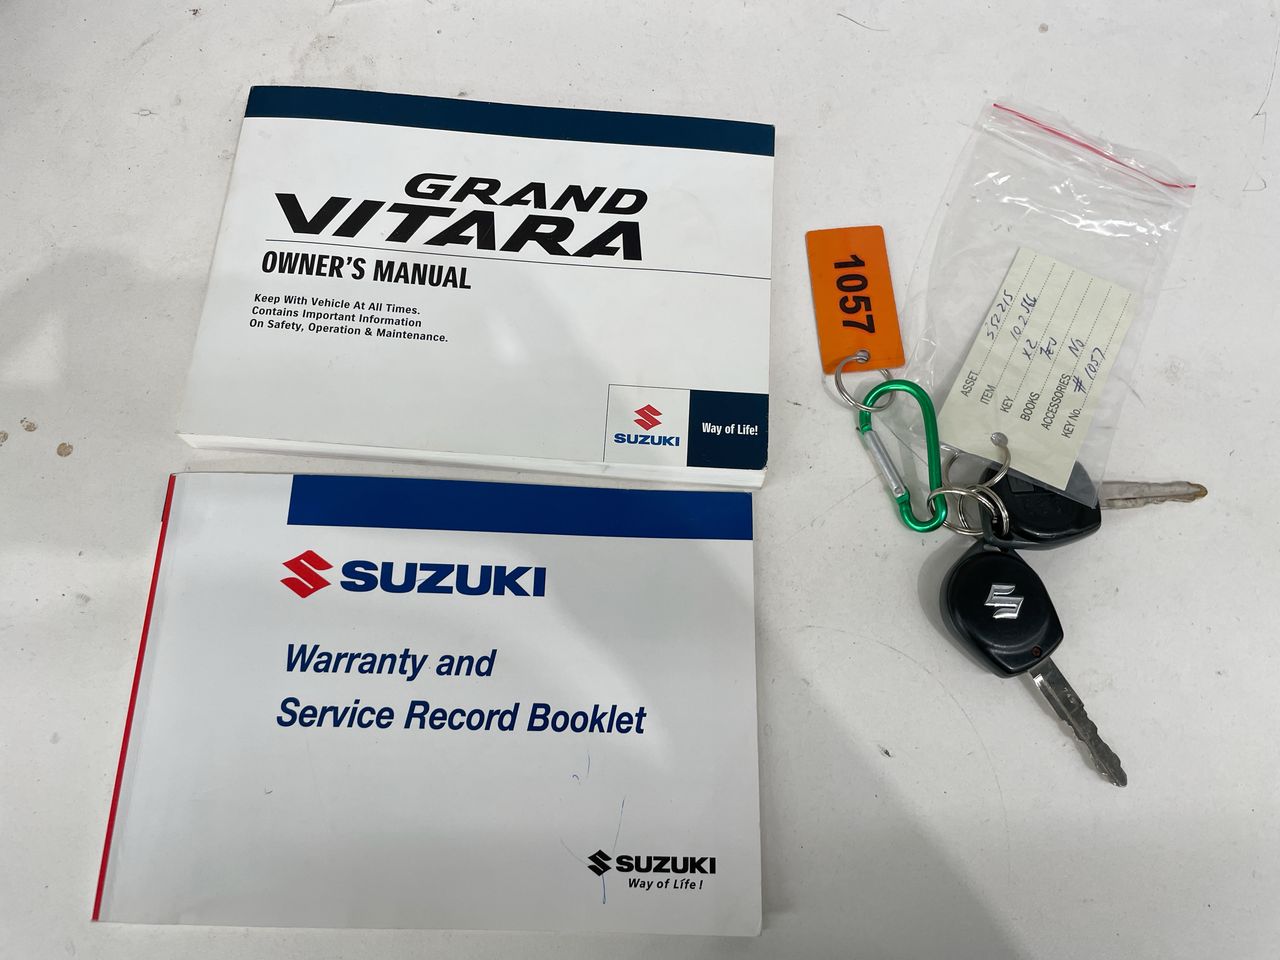 GRAND
VITARA
OWNER'S MANUAL
Keep With Vehicle At All Times.
Contains Important Information
On Safety, Operation & Maintenance.
SUZUKI
Way of Life!
SUZUKI
Warranty and
Service Record Booklet
SUZUKI
Way of Life!
1057
ASSET 352215
ITEM
KEY x2
BOOKS Yes
ACCESSORIES No
KEY No. #1057